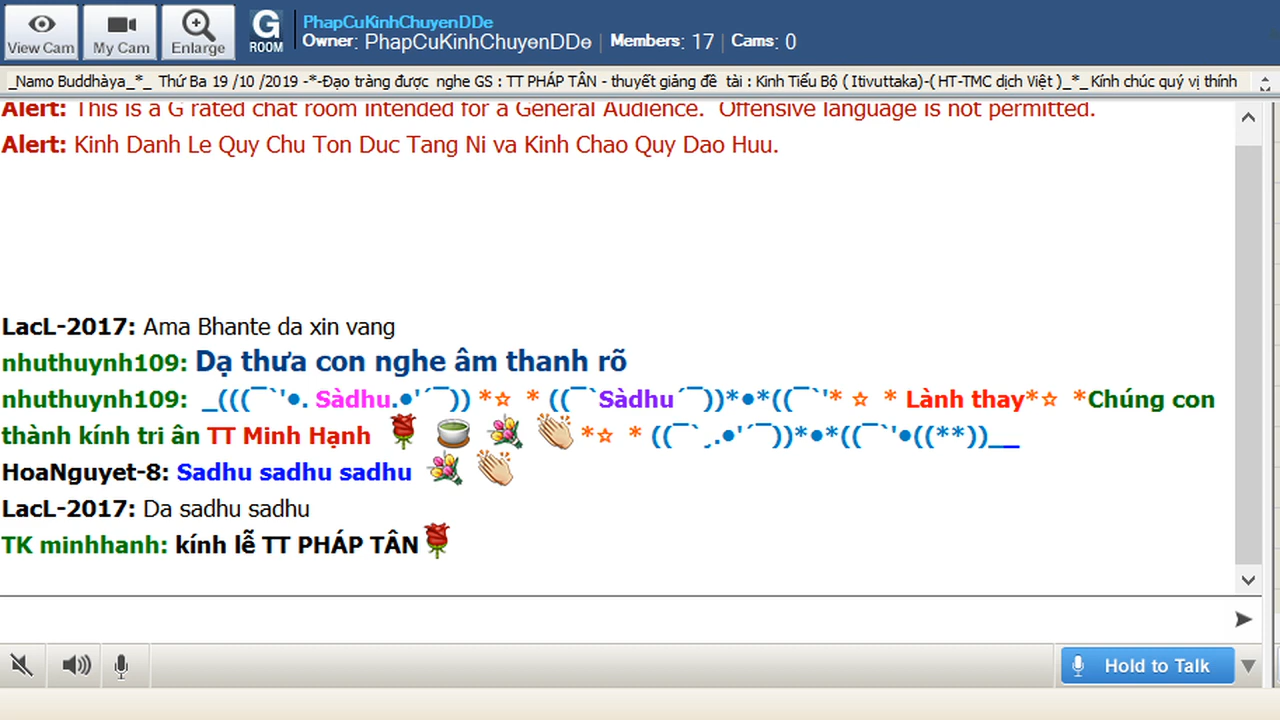 View Cam
My Cam
Enlarge
G
ROOM
PhapCuKinhChuyenDDe
Owner: PhapCuKinhChuyenDDe | Members: 17 | Cams: 0
_Namo Buddhàya_*_ Thứ Ba 19 /10 /2019 -*-Đạo tràng được nghe GS : TT PHÁP TÂN - thuyết giảng đề tài : Kinh Tiểu Bộ ( Itivuttaka)-( HT-TMC dịch Việt )_*_ Kính chúc quý vị thính
Alert: This is a G rated chat room intended for a General Audience. Offensive language is not permitted.
Alert: Kinh Danh Le Quy Chu Ton Duc Tang Ni va Kinh Chao Quy Dao Huu.
LacL-2017: Ama Bhante da xin vang
nhuthuynh109: Dạ thưa con nghe âm thanh rõ
nhuthuynh109: _(((¯`'●. Sàdhu.●'´¯)) *☆ * ((¯`Sàdhu´¯))*●*((¯`'* ☆ * Lành thay*☆ *Chúng con
thành kính tri ân TT Minh Hạnh 🌹 🍵 💐 👏 *☆ * ((¯`¸.●'´¯))*●*((¯`'●((**))__
HoaNguyet-8: Sadhu sadhu sadhu 💐 👏
LacL-2017: Da sadhu sadhu
TK minhhanh: kính lễ TT PHÁP TÂN🌹
Hold to Talk